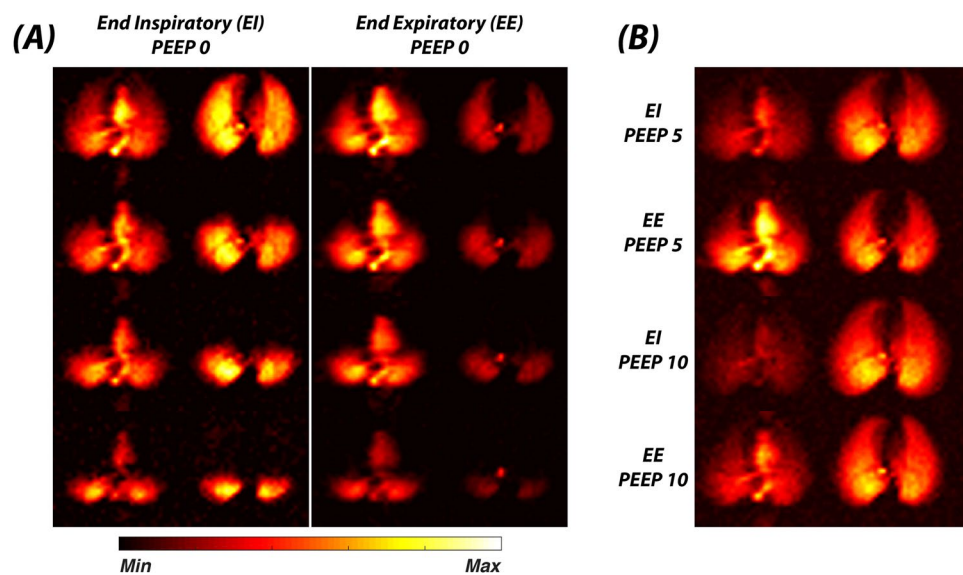 (A)
End Inspiratory (EI)
PEEP 0
End Expiratory (EE)
PEEP 0
(B)
EI
PEEP 5
EE
PEEP 5
EI
PEEP 10
EE
PEEP 10
Min
Max